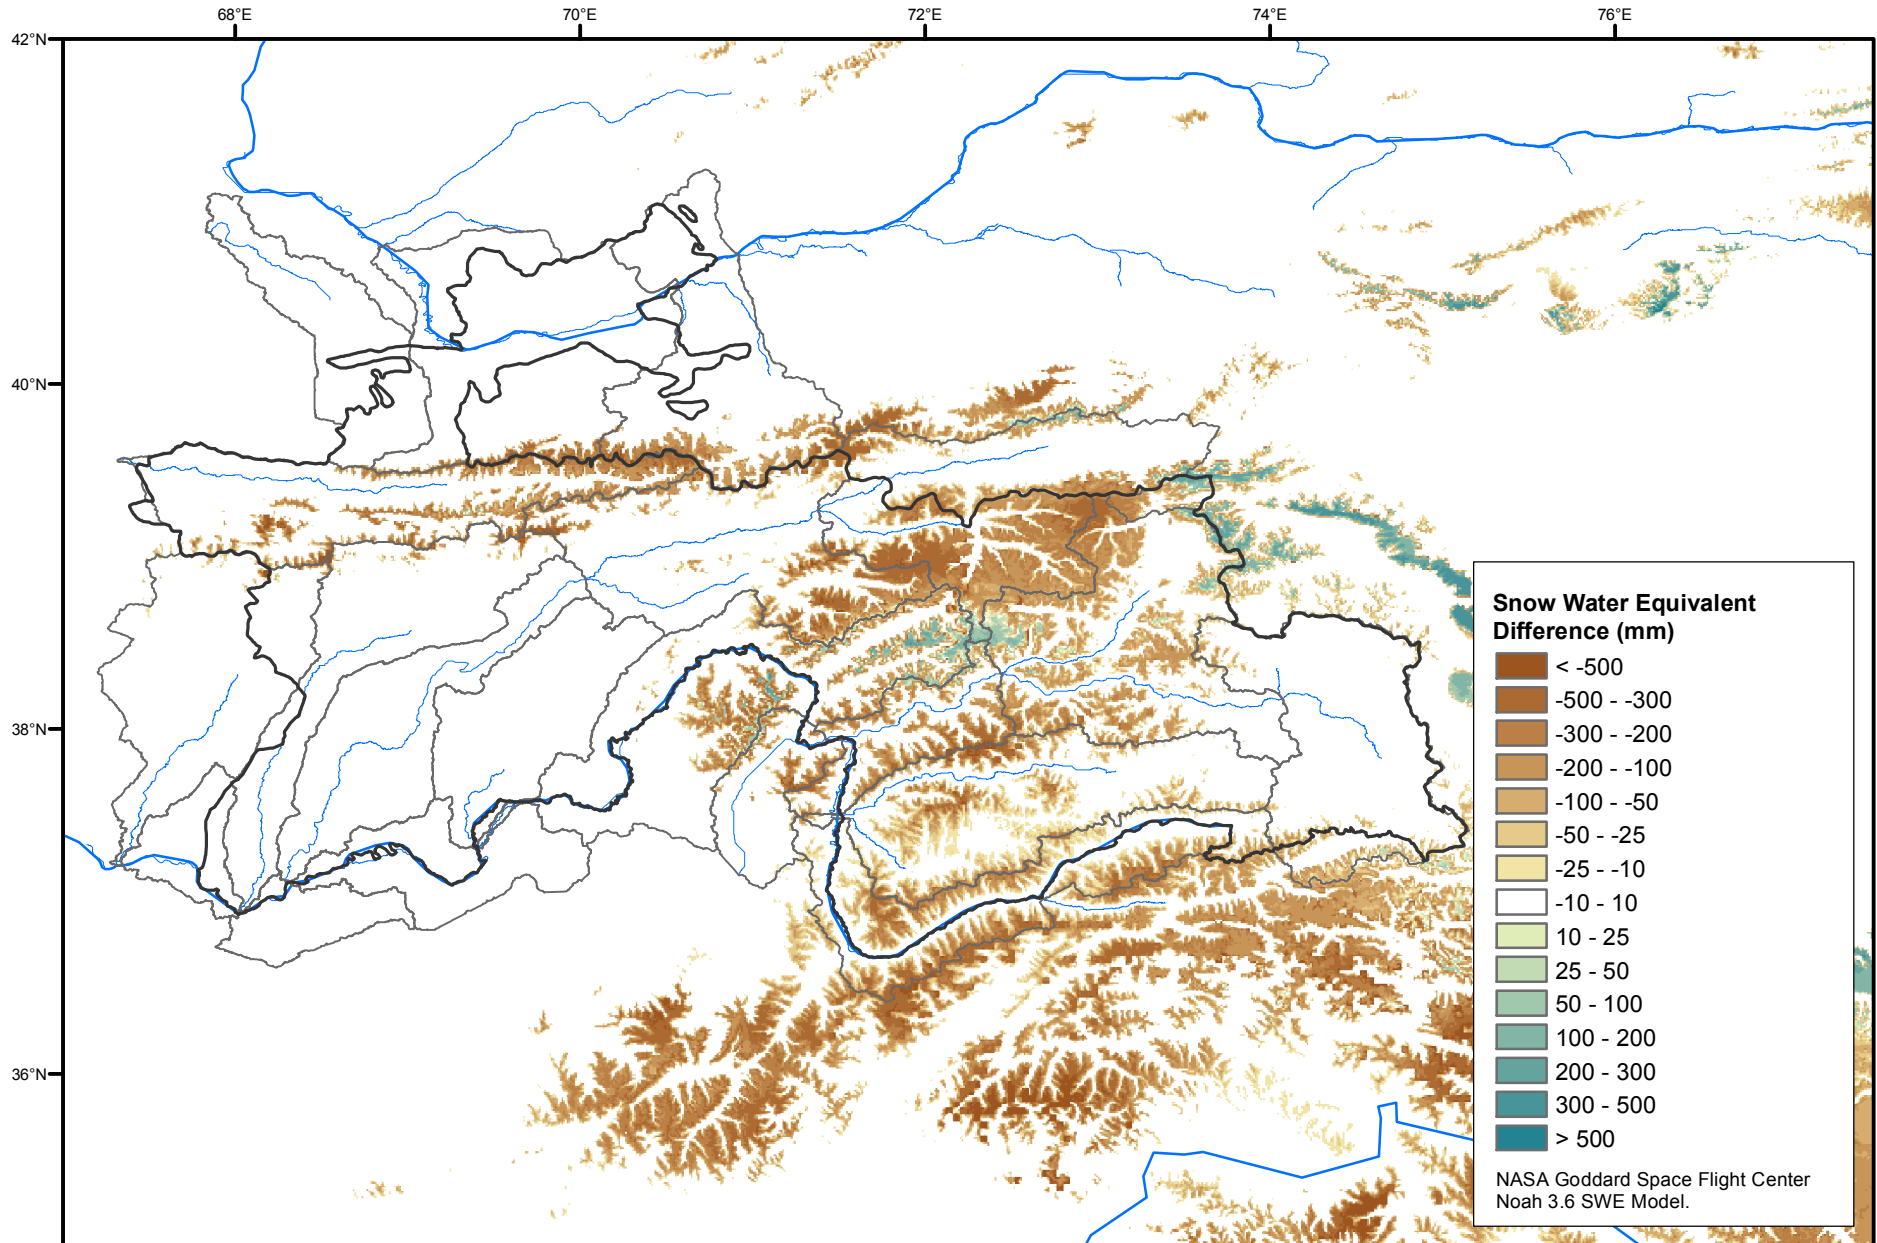 68°E
70°E
72°E
74°E
76°E
42°N
40°N
38°N
36°N
Snow Water Equivalent
Difference (mm)
< -500
-500 - -300
-300 - -200
-200 - -100
-100 - -50
-50 - -25
-25 - -10
-10 - 10
10 - 25
25 - 50
50 - 100
100 - 200
200 - 300
300 - 500
> 500
NASA Goddard Space Flight Center
Noah 3.6 SWE Model.